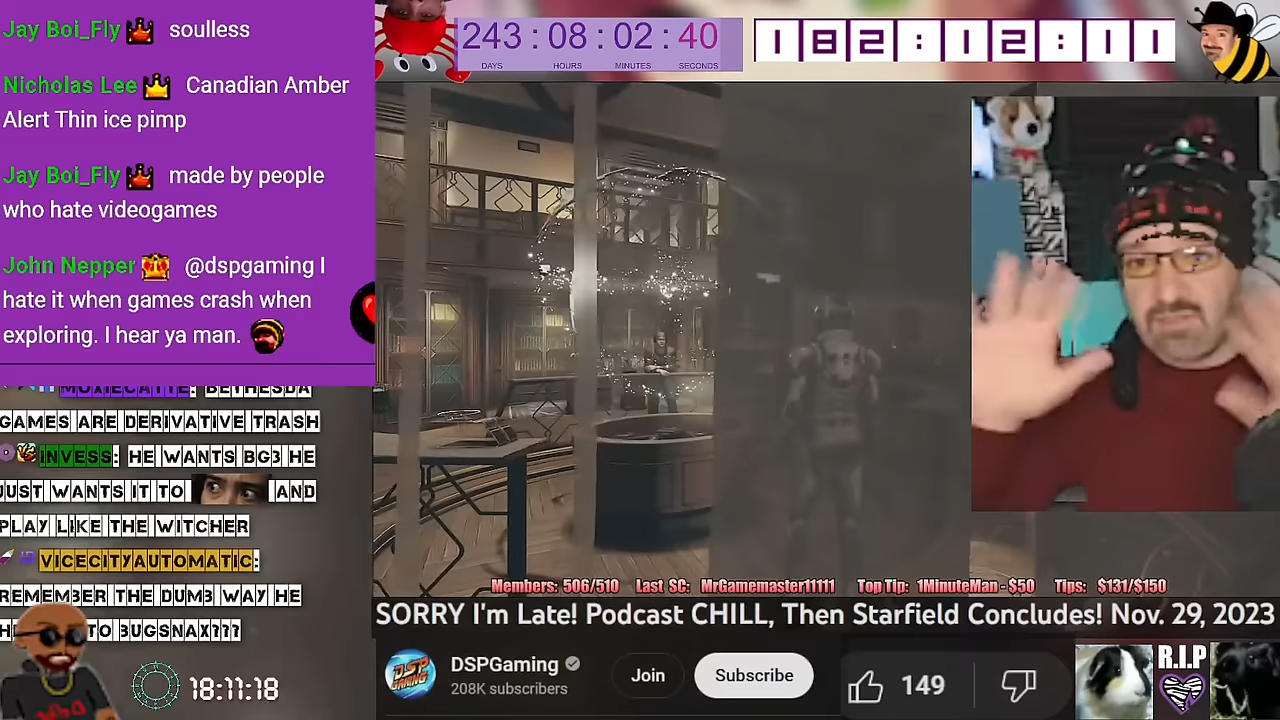 Jay Boi_Fly soulless
Nicholas Lee Canadian Amber
Alert Thin ice pimp
Jay Boi_Fly made by people
who hate videogames
John Nepper @dspgaming I
hate it when games crash when
exploring. I hear ya man.
MOXIECATTE: BETHESDA
GAMES ARE DERIVATIVE TRASH
INVESS: HE WANTS BG3 HE
JUST WANTS IT TO AND
PLAY LIKE THE WITCHER
VICECITYAUTOMATIC:
REMEMBER THE DUMB WAY HE
TO BUGSNAX???
18:11:18
243 : 08 : 02 : 40
DAYS HOURS MINUTES SECONDS
182:12:11
Members: 506/510 Last SC: MrGamemaster11111 Top Tip: 1MinuteMan - $50 Tips: $131/$150
SORRY I'm Late! Podcast CHILL, Then Starfield Concludes! Nov. 29, 2023
DSP
GAMING
DSPGaming
208K subscribers
Join
Subscribe
149
R.I.P